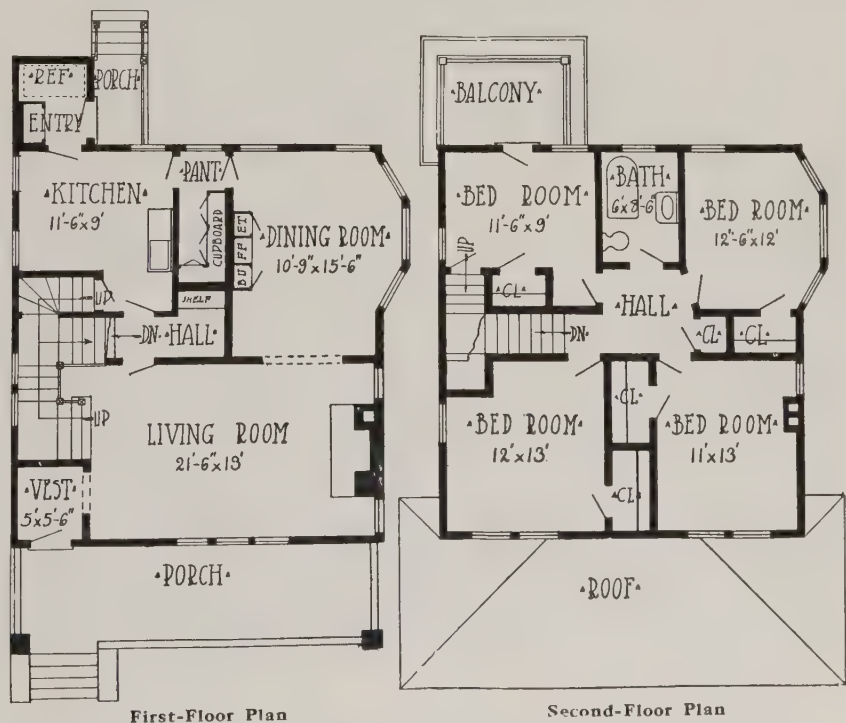 REF
PORCH
ENTRY
PANT.
KITCHEN
11'-6"x9'
CUPBOARD
BUFFET
DINING ROOM
10'-9"x15'-6"
UP
SHELF
DN.
HALL
UP
LIVING ROOM
21'-6"x13'
VEST.
5'x5'-6"
PORCH
First-Floor Plan
BALCONY
BED ROOM
11'-6"x9'
BATH
6'x8'-6"
BED ROOM
12'-6"x12'
UP
CL
HALL
DN.
CL
CL
BED ROOM
12'x13'
CL
BED ROOM
11'x13'
CL
ROOF
Second-Floor Plan